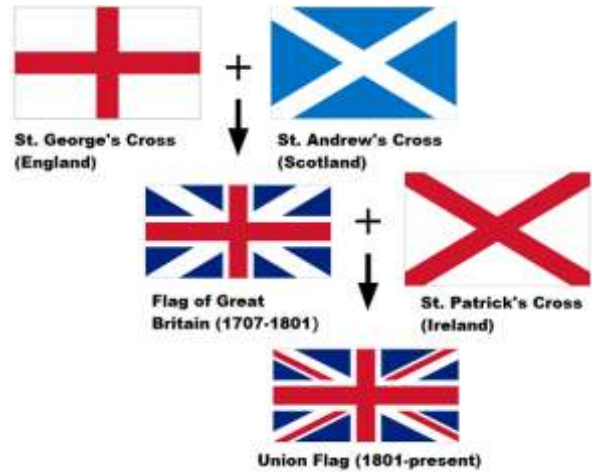 +
St. George's Cross
(England)
St. Andrew's Cross
(Scotland)
+
Flag of Great
Britain (1707-1801)
St. Patrick's Cross
(Ireland)
Union Flag (1801-present)